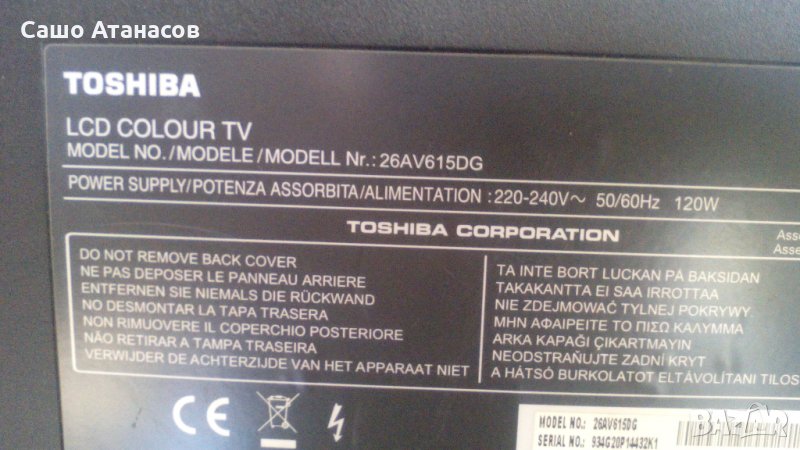 Сашо Атанасов
TOSHIBA
LCD COLOUR TV
MODEL NO./MODELE/MODELL Nr.: 26AV615DG
POWER SUPPLY/POTENZA ASSORBITA/ALIMENTATION : 220-240V~ 50/60Hz 120W
TOSHIBA CORPORATION
DO NOT REMOVE BACK COVER
NE PAS DEPOSER LE PANNEAU ARRIERE
ENTFERNEN SIE NIEMALS DIE RÜCKWAND
NO DESMONTAR LA TAPA TRASERA
NON RIMUOVERE IL COPERCHIO POSTERIORE
NÃO RETIRAR A TAMPA TRASEIRA
VERWIJDER DE ACHTERZIJDE VAN HET APPARAAT NIET
TA INTE BORT LUCKAN PÅ BAKSIDAN
TAKAKANTTA EI SAA IRROTTAA
NIE ZDEJMOWAĆ TYLNEJ POKRYWY
ΜΗΝ ΑΦΑΙΡΕΙΤΕ ΤΟ ΠΙΣΩ ΚΑΛΥΜΜΑ
ARKA KAPAĞI ÇIKARTMAYIN
NEODSTRAŇUJTE ZADNÍ KRYT
A HÁTSÓ BURKOLATOT ELTÁVOLÍTANI TILOS
CE
MODEL NO.: 26AV615DG
SERIAL NO.: 934G20P14432K1
BAZAR